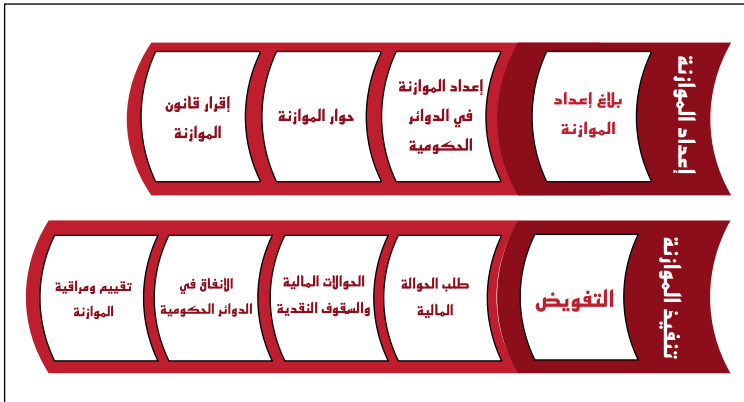 إعداد الموازنة
بلاغ إعداد
الموازنة
إعداد الموازنة
في الدوائر
الحكومية
حوار الموازنة
إقرار قانون
الموازنة
تنفيذ الموازنة
التفويض
طلب الحوالة
المالية
الحوالات المالية
والسقوف النقدية
الانفاق في
الدوائر الحكومية
تقييم ومراقبة
الموازنة